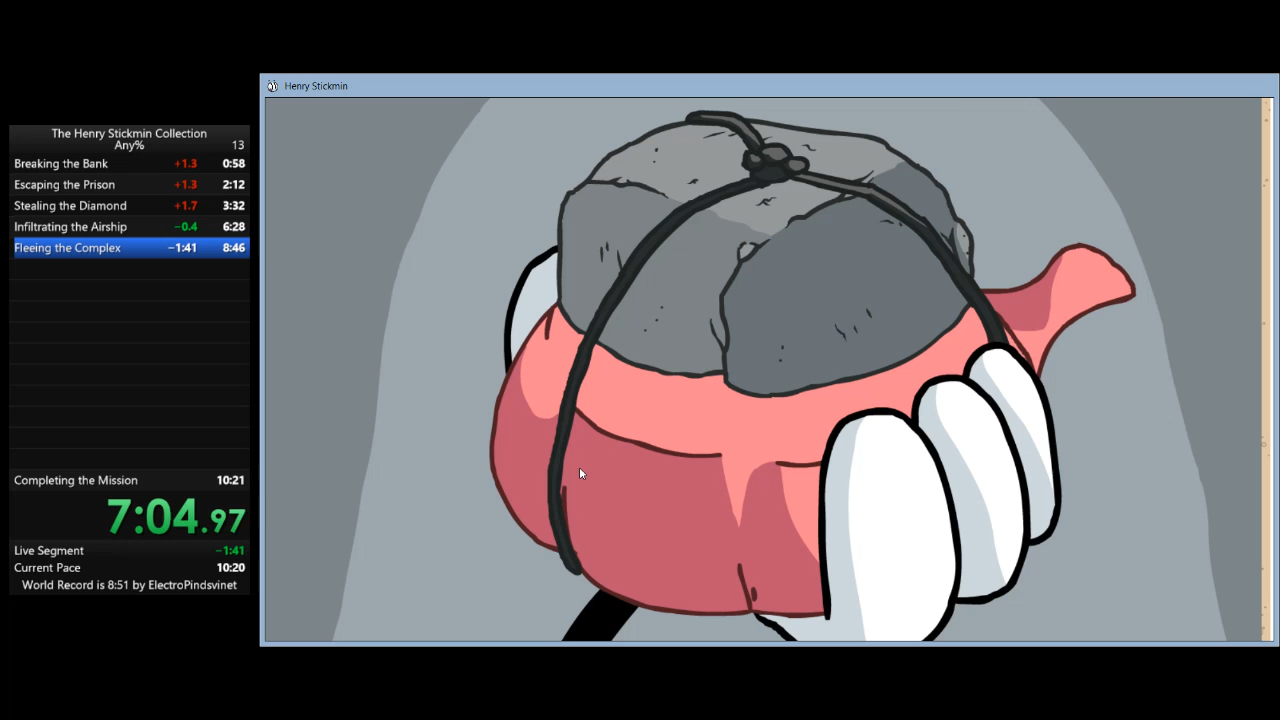 The Henry Stickmin Collection
Any% 13
Breaking the Bank +1.3 0:58
Escaping the Prison +1.3 2:12
Stealing the Diamond +1.7 3:32
Infiltrating the Airship −0.4 6:28
Fleeing the Complex −1:41 8:46
Completing the Mission 10:21
7:04.97
Live Segment −1:41
Current Pace 10:20
World Record is 8:51 by ElectroPindsvinet
Henry Stickmin